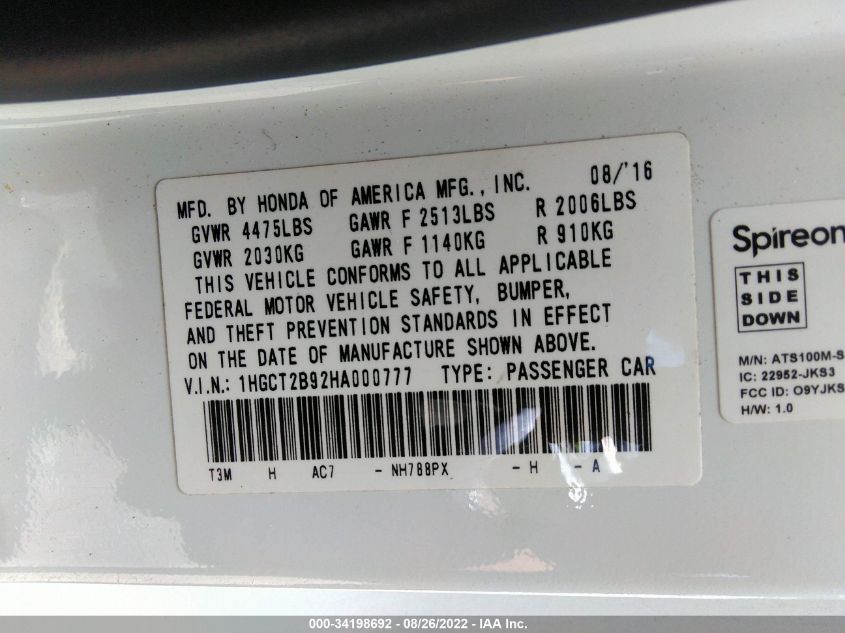 MFD. BY HONDA OF AMERICA MFG., INC. 08/'16
GVWR 4475LBS GAWR F 2513LBS R 2006LBS
GVWR 2030KG GAWR F 1140KG R 910KG
THIS VEHICLE CONFORMS TO ALL APPLICABLE
FEDERAL MOTOR VEHICLE SAFETY, BUMPER,
AND THEFT PREVENTION STANDARDS IN EFFECT
ON THE DATE OF MANUFACTURE SHOWN ABOVE.
V.I.N.: 1HGCT2B92HA000777 TYPE: PASSENGER CAR
T3M H AC7 - NH788PX - H - A
Spireon
THIS
SIDE
DOWN
M/N: ATS100M-S
IC: 22952-JKS3
FCC ID: O9YJKS
H/W: 1.0
000-34198692 - 08/26/2022 - IAA Inc.